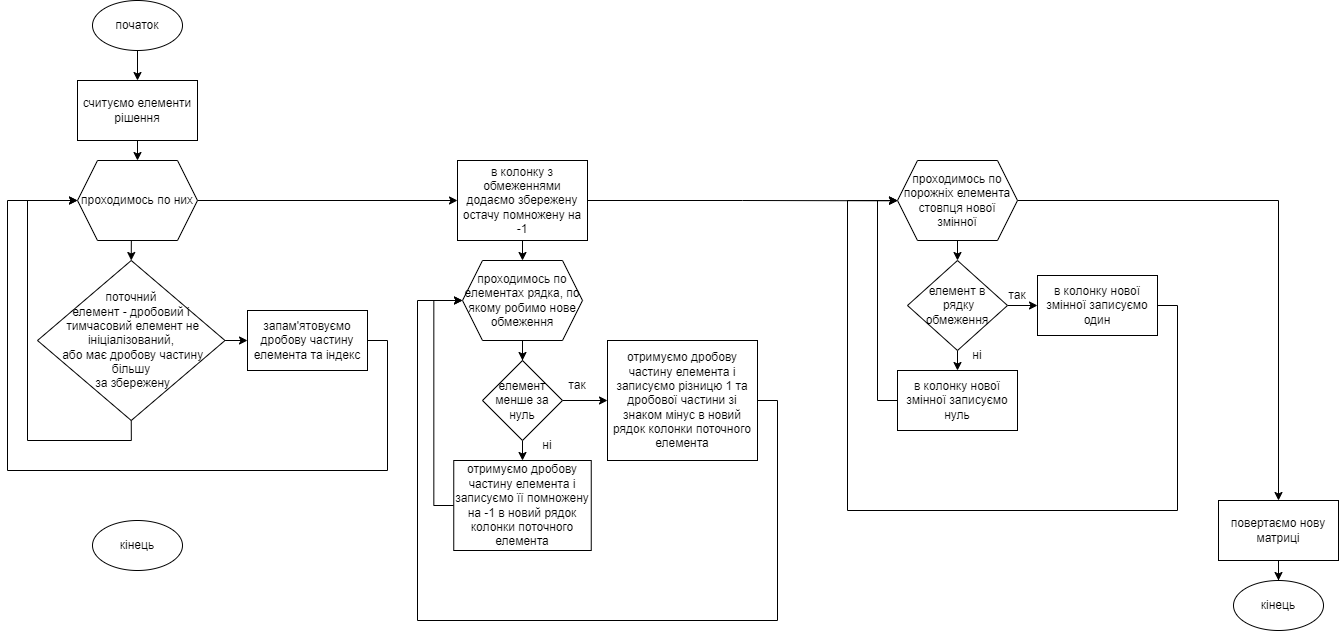 початок
считуємо елементи
рішення
проходимось по них
поточний
елемент - дробовий і
тимчасовий елемент не
ініціалізований,
або має дробову частину
більшу
за збережену
запам'ятовуємо
дробову частину
елемента та індекс
кінець
в колонку з
обмеженнями
додаємо збережену
остачу помножену на
-1
проходимось по
елементах рядка, по
якому робимо нове
обмеження
елемент
менше за
нуль
так
ні
отримуємо дробову
частину елемента і
записуємо різницю 1 та
дробової частини зі
знаком мінус в новий
рядок колонки поточного
елемента
отримуємо дробову
частину елемента і
записуємо її помножену
на -1 в новий рядок
колонки поточного
елемента
проходимось по
порожніх елемента
стовпця нової
змінної
елемент в
рядку
обмеження
так
ні
в колонку нової
змінної записуємо
один
в колонку нової
змінної записуємо
нуль
повертаємо нову
матриці
кінець